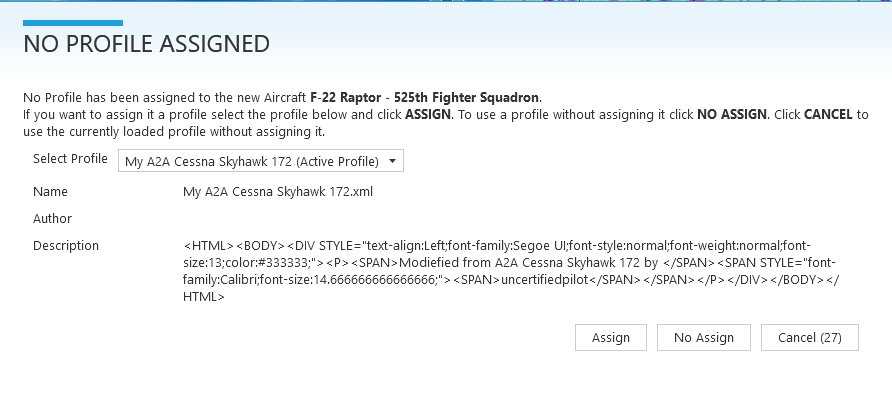 NO PROFILE ASSIGNED
No Profile has been assigned to the new Aircraft F-22 Raptor - 525th Fighter Squadron.
If you want to assign it a profile select the profile below and click ASSIGN. To use a profile without assigning it click NO ASSIGN. Click CANCEL to
use the currently loaded profile without assigning it.
Select Profile My A2A Cessna Skyhawk 172 (Active Profile)
Name My A2A Cessna Skyhawk 172.xml
Author
Description <HTML><BODY><DIV STYLE="text-align:Left;font-family:Segoe UI;font-style:normal;font-weight:normal;font-
size:13;color:#333333;"><P><SPAN>Modiefied from A2A Cessna Skyhawk 172 by </SPAN><SPAN STYLE="font-
family:Calibri;font-size:14.666666666666666;"><SPAN>uncertifiedpilot</SPAN></SPAN></P></DIV></BODY></
HTML>
Assign No Assign Cancel (27)